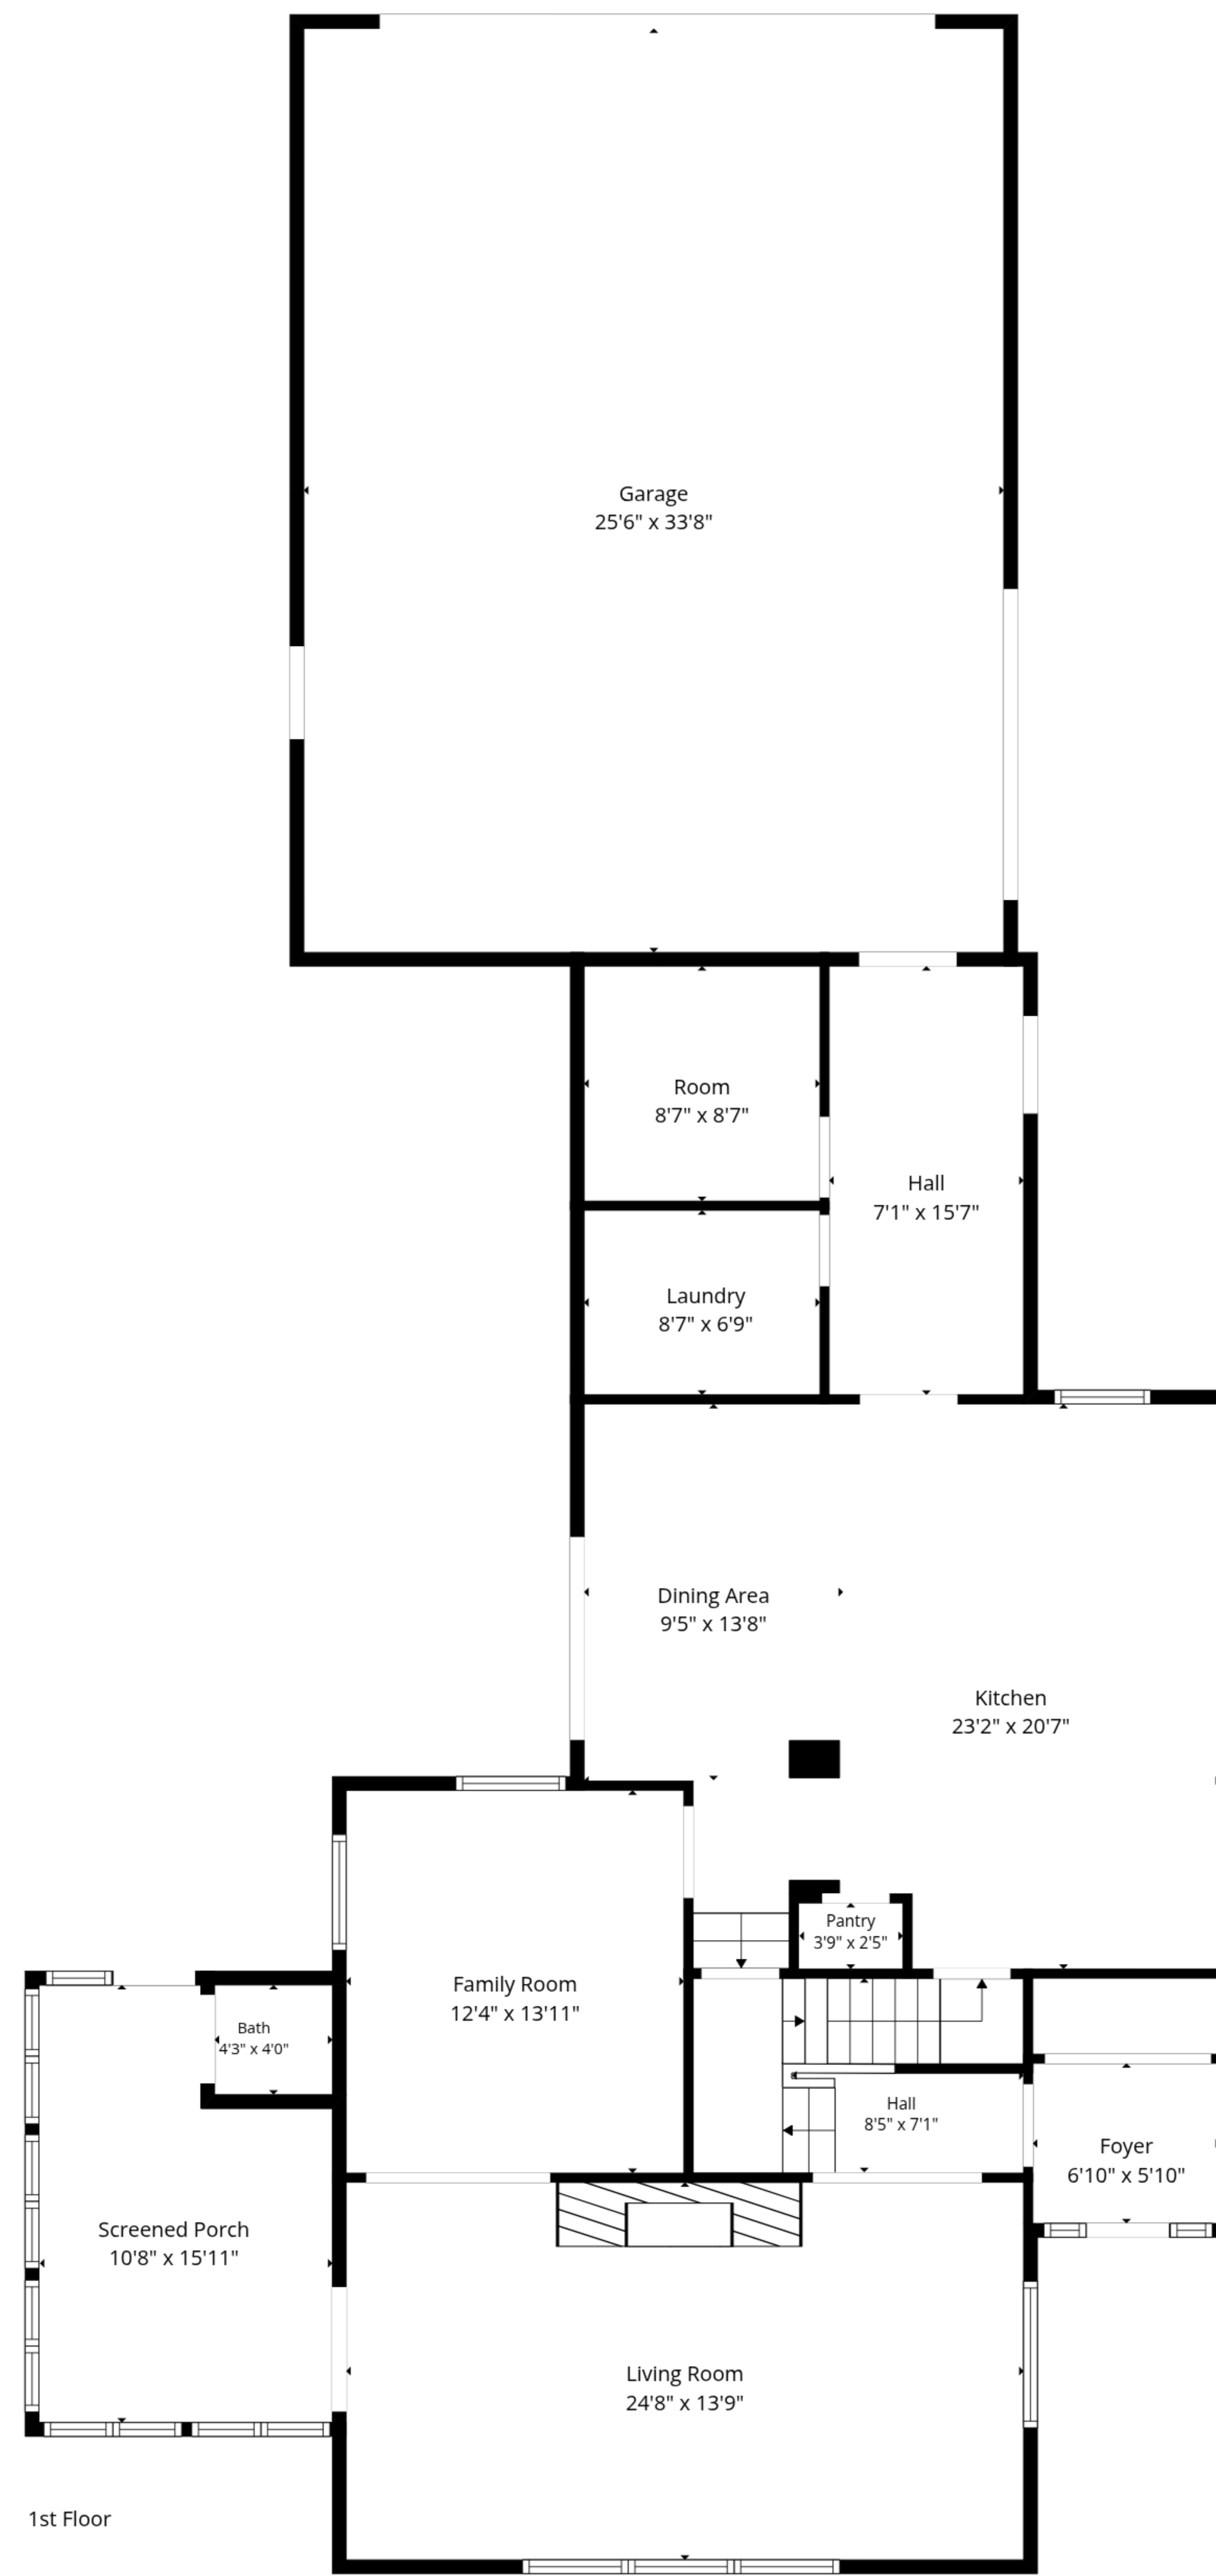 Garage
25'6" x 33'8"
Room
8'7" x 8'7"
Hall
7'1" x 15'7"
Laundry
8'7" x 6'9"
Dining Area
9'5" x 13'8"
Kitchen
23'2" x 20'7"
Pantry
3'9" x 2'5"
Family Room
12'4" x 13'11"
Bath
4'3" x 4'0"
Hall
8'5" x 7'1"
Foyer
6'10" x 5'10"
Screened Porch
10'8" x 15'11"
Living Room
24'8" x 13'9"
1st Floor